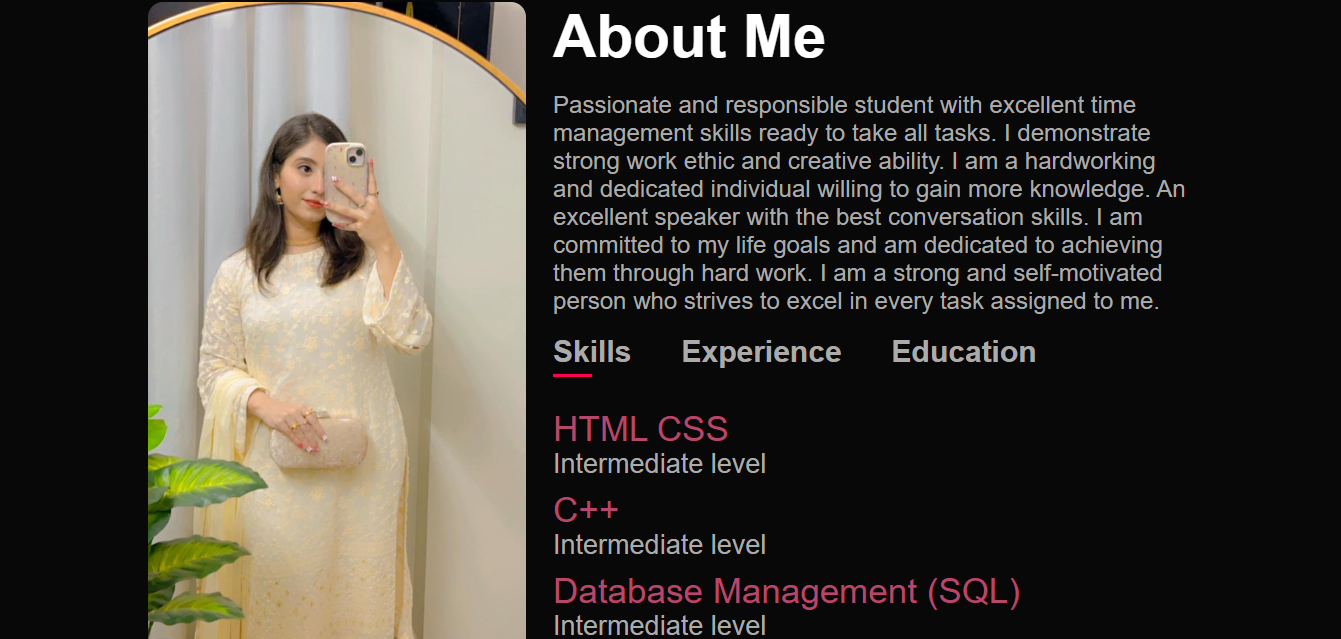 About Me
Passionate and responsible student with excellent time
management skills ready to take all tasks. I demonstrate
strong work ethic and creative ability. I am a hardworking
and dedicated individual willing to gain more knowledge. An
excellent speaker with the best conversation skills. I am
committed to my life goals and am dedicated to achieving
them through hard work. I am a strong and self-motivated
person who strives to excel in every task assigned to me.
Skills Experience Education
HTML CSS
Intermediate level
C++
Intermediate level
Database Management (SQL)
Intermediate level